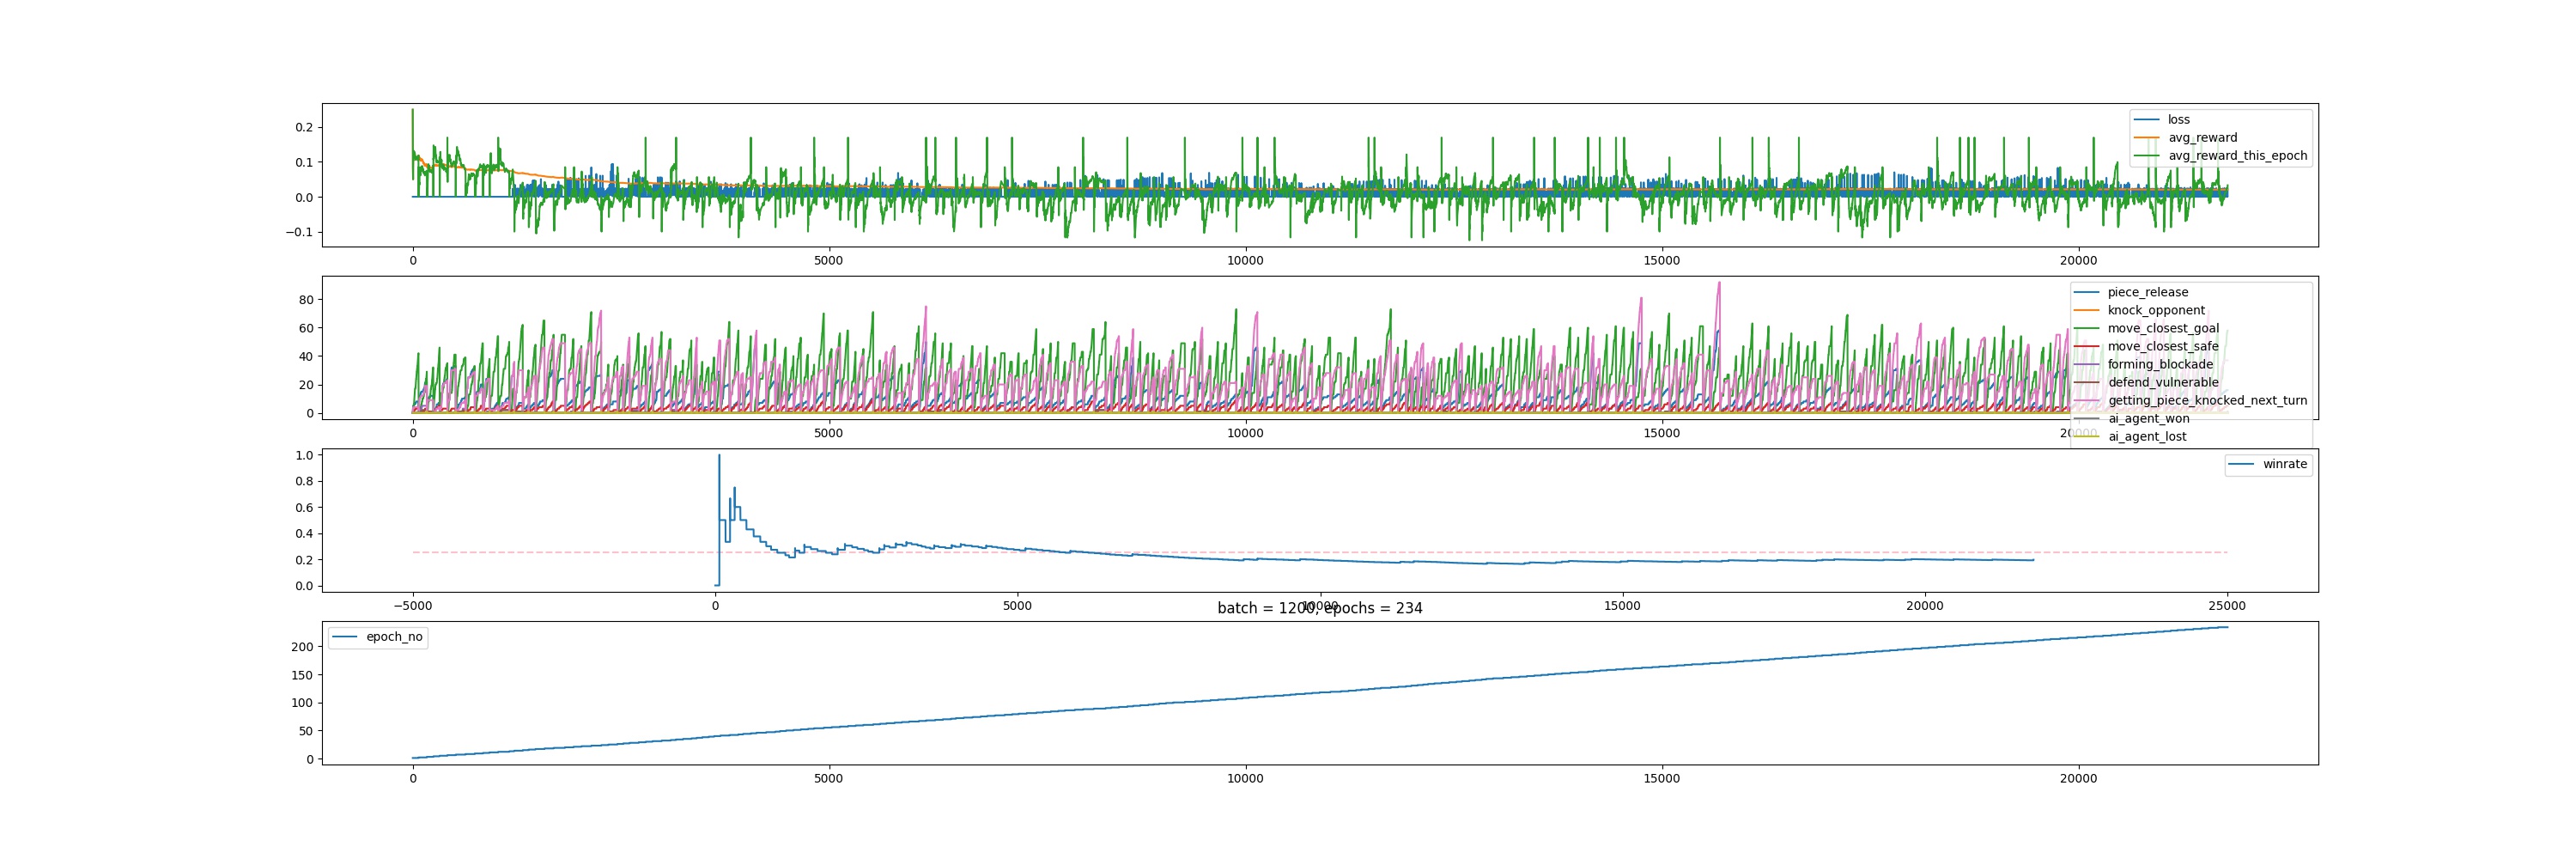 0.2
0.1
0.0
−0.1
loss
avg_reward
avg_reward_this_epoch
0 5000 10000 15000 20000
80
60
40
20
0
piece_release
knock_opponent
move_closest_goal
move_closest_safe
forming_blockade
defend_vulnerable
getting_piece_knocked_next_turn
ai_agent_won
ai_agent_lost
0 5000 10000 15000 20000
1.0
0.8
0.6
0.4
0.2
0.0
winrate
−5000 0 5000 10000 15000 20000 25000
batch = 1200, epochs = 234
200
150
100
50
0
epoch_no
0 5000 10000 15000 20000